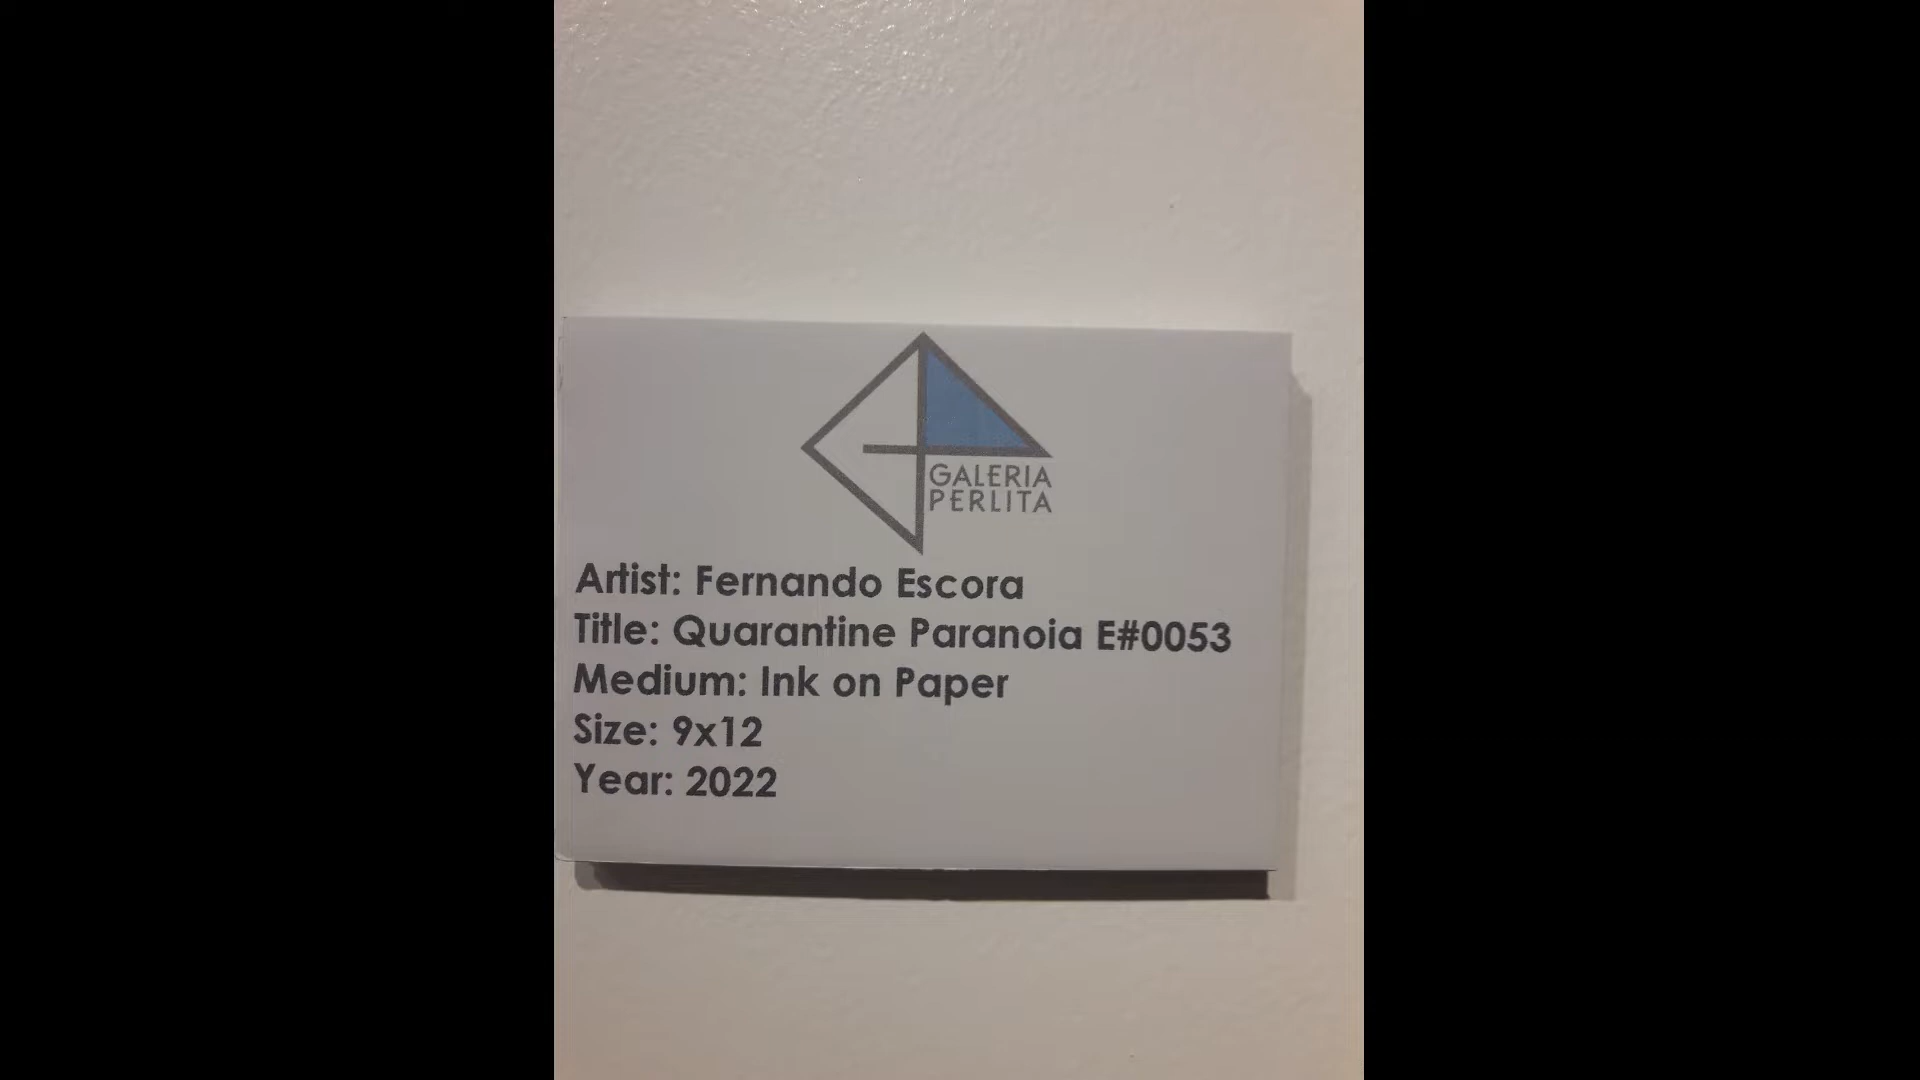 GALERIA
PERLITA
Artist: Fernando Escora
Title: Quarantine Paranoia E#0053
Medium: Ink on Paper
Size: 9x12
Year: 2022